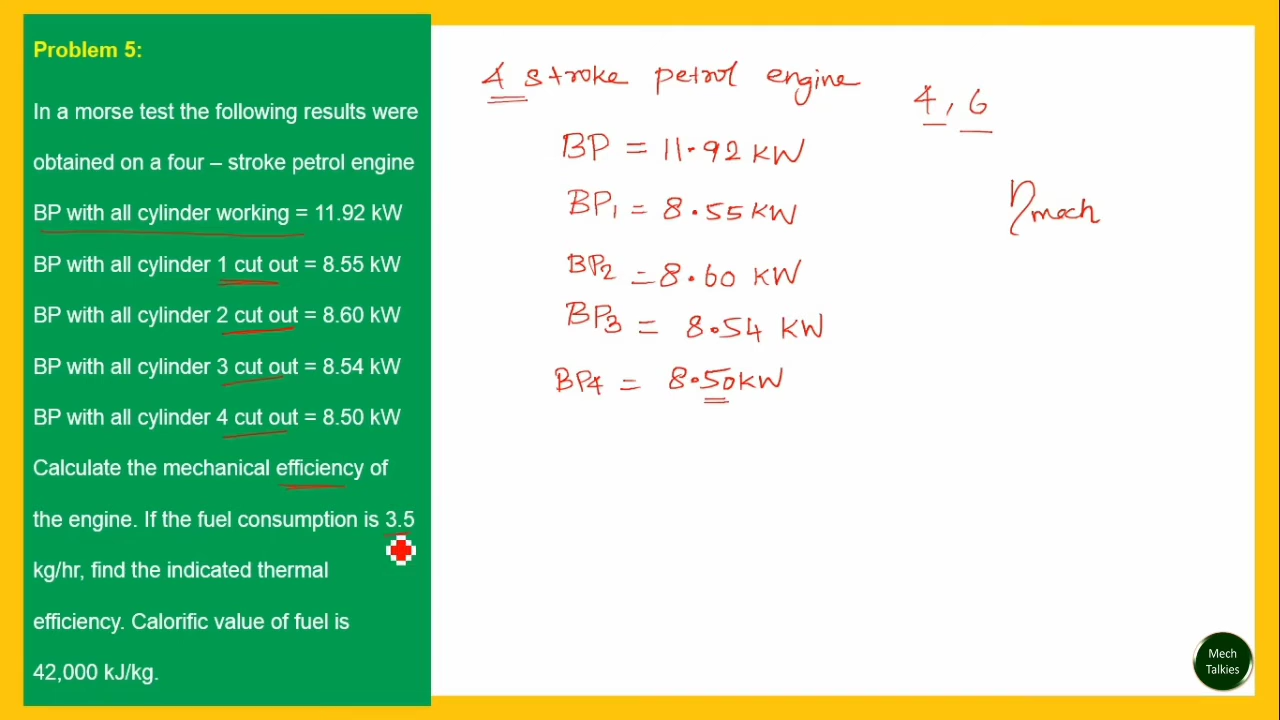 Problem 5:
In a morse test the following results were
obtained on a four – stroke petrol engine
BP with all cylinder working = 11.92 kW
BP with all cylinder 1 cut out = 8.55 kW
BP with all cylinder 2 cut out = 8.60 kW
BP with all cylinder 3 cut out = 8.54 kW
BP with all cylinder 4 cut out = 8.50 kW
Calculate the mechanical efficiency of
the engine. If the fuel consumption is 3.5
kg/hr, find the indicated thermal
efficiency. Calorific value of fuel is
42,000 kJ/kg.
4 stroke petrol engine
4, 6
BP = 11.92 KW
BP1 = 8.55 KW
ηmech
BP2 = 8.60 KW
BP3 = 8.54 KW
BP4 = 8.50 KW
Mech
Talkies